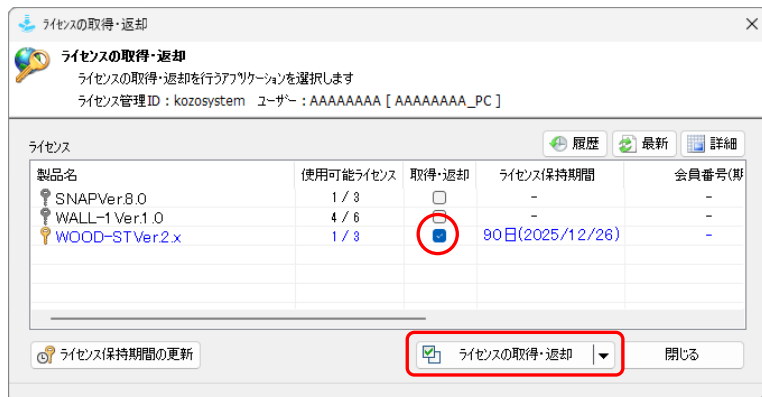 ライセンスの取得・返却
ライセンスの取得・返却
ライセンスの取得・返却を行うアプリケーションを選択します
ライセンス管理ID：kozosystem ユーザー：AAAAAAAA [ AAAAAAAA_PC ]
ライセンス 履歴 最新 詳細
製品名 使用可能ライセンス 取得・返却 ライセンス保持期間 会員番号(期
SNAPVer.8.0 1 / 3 -
WALL-1 Ver.1.0 4 / 6 - -
WOOD-STVer.2.x 1 / 3 90日(2025/12/26) -
ライセンス保持期間の更新 ライセンスの取得・返却 閉じる